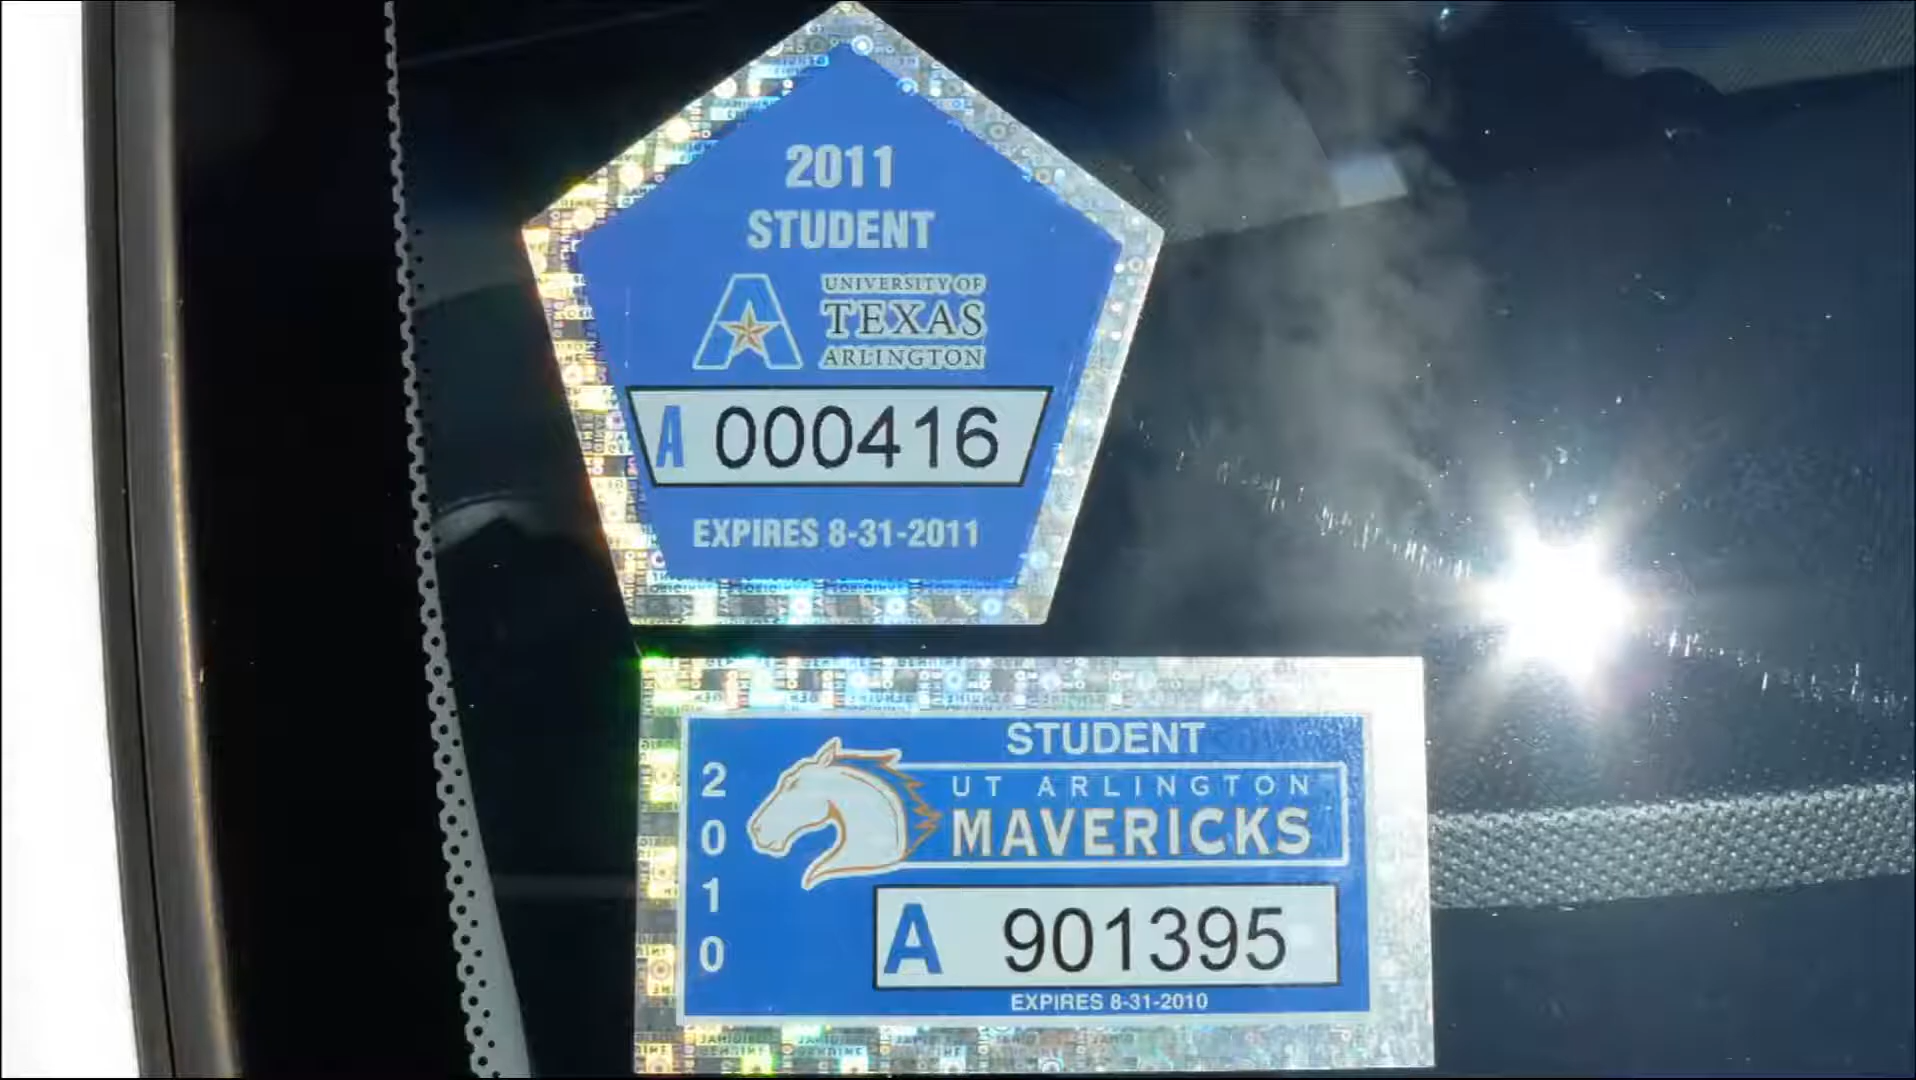 2011
STUDENT
A
UNIVERSITY OF
TEXAS
ARLINGTON
A 000416
EXPIRES 8-31-2011
STUDENT
2010
UT ARLINGTON
MAVERICKS
A 901395
EXPIRES 8-31-2010